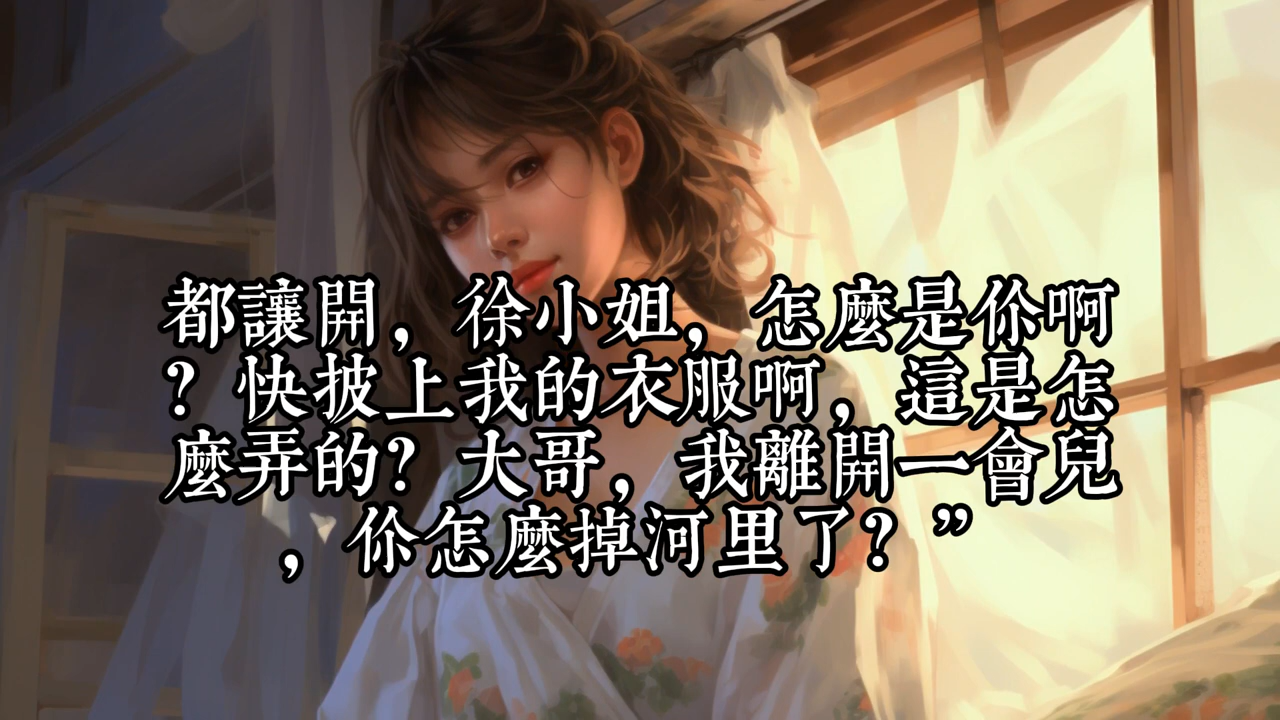 都讓開，徐小姐，怎麼是你啊
？快披上我的衣服啊，這是怎
麼弄的？大哥，我離開一會兒
，你怎麼掉河里了？”